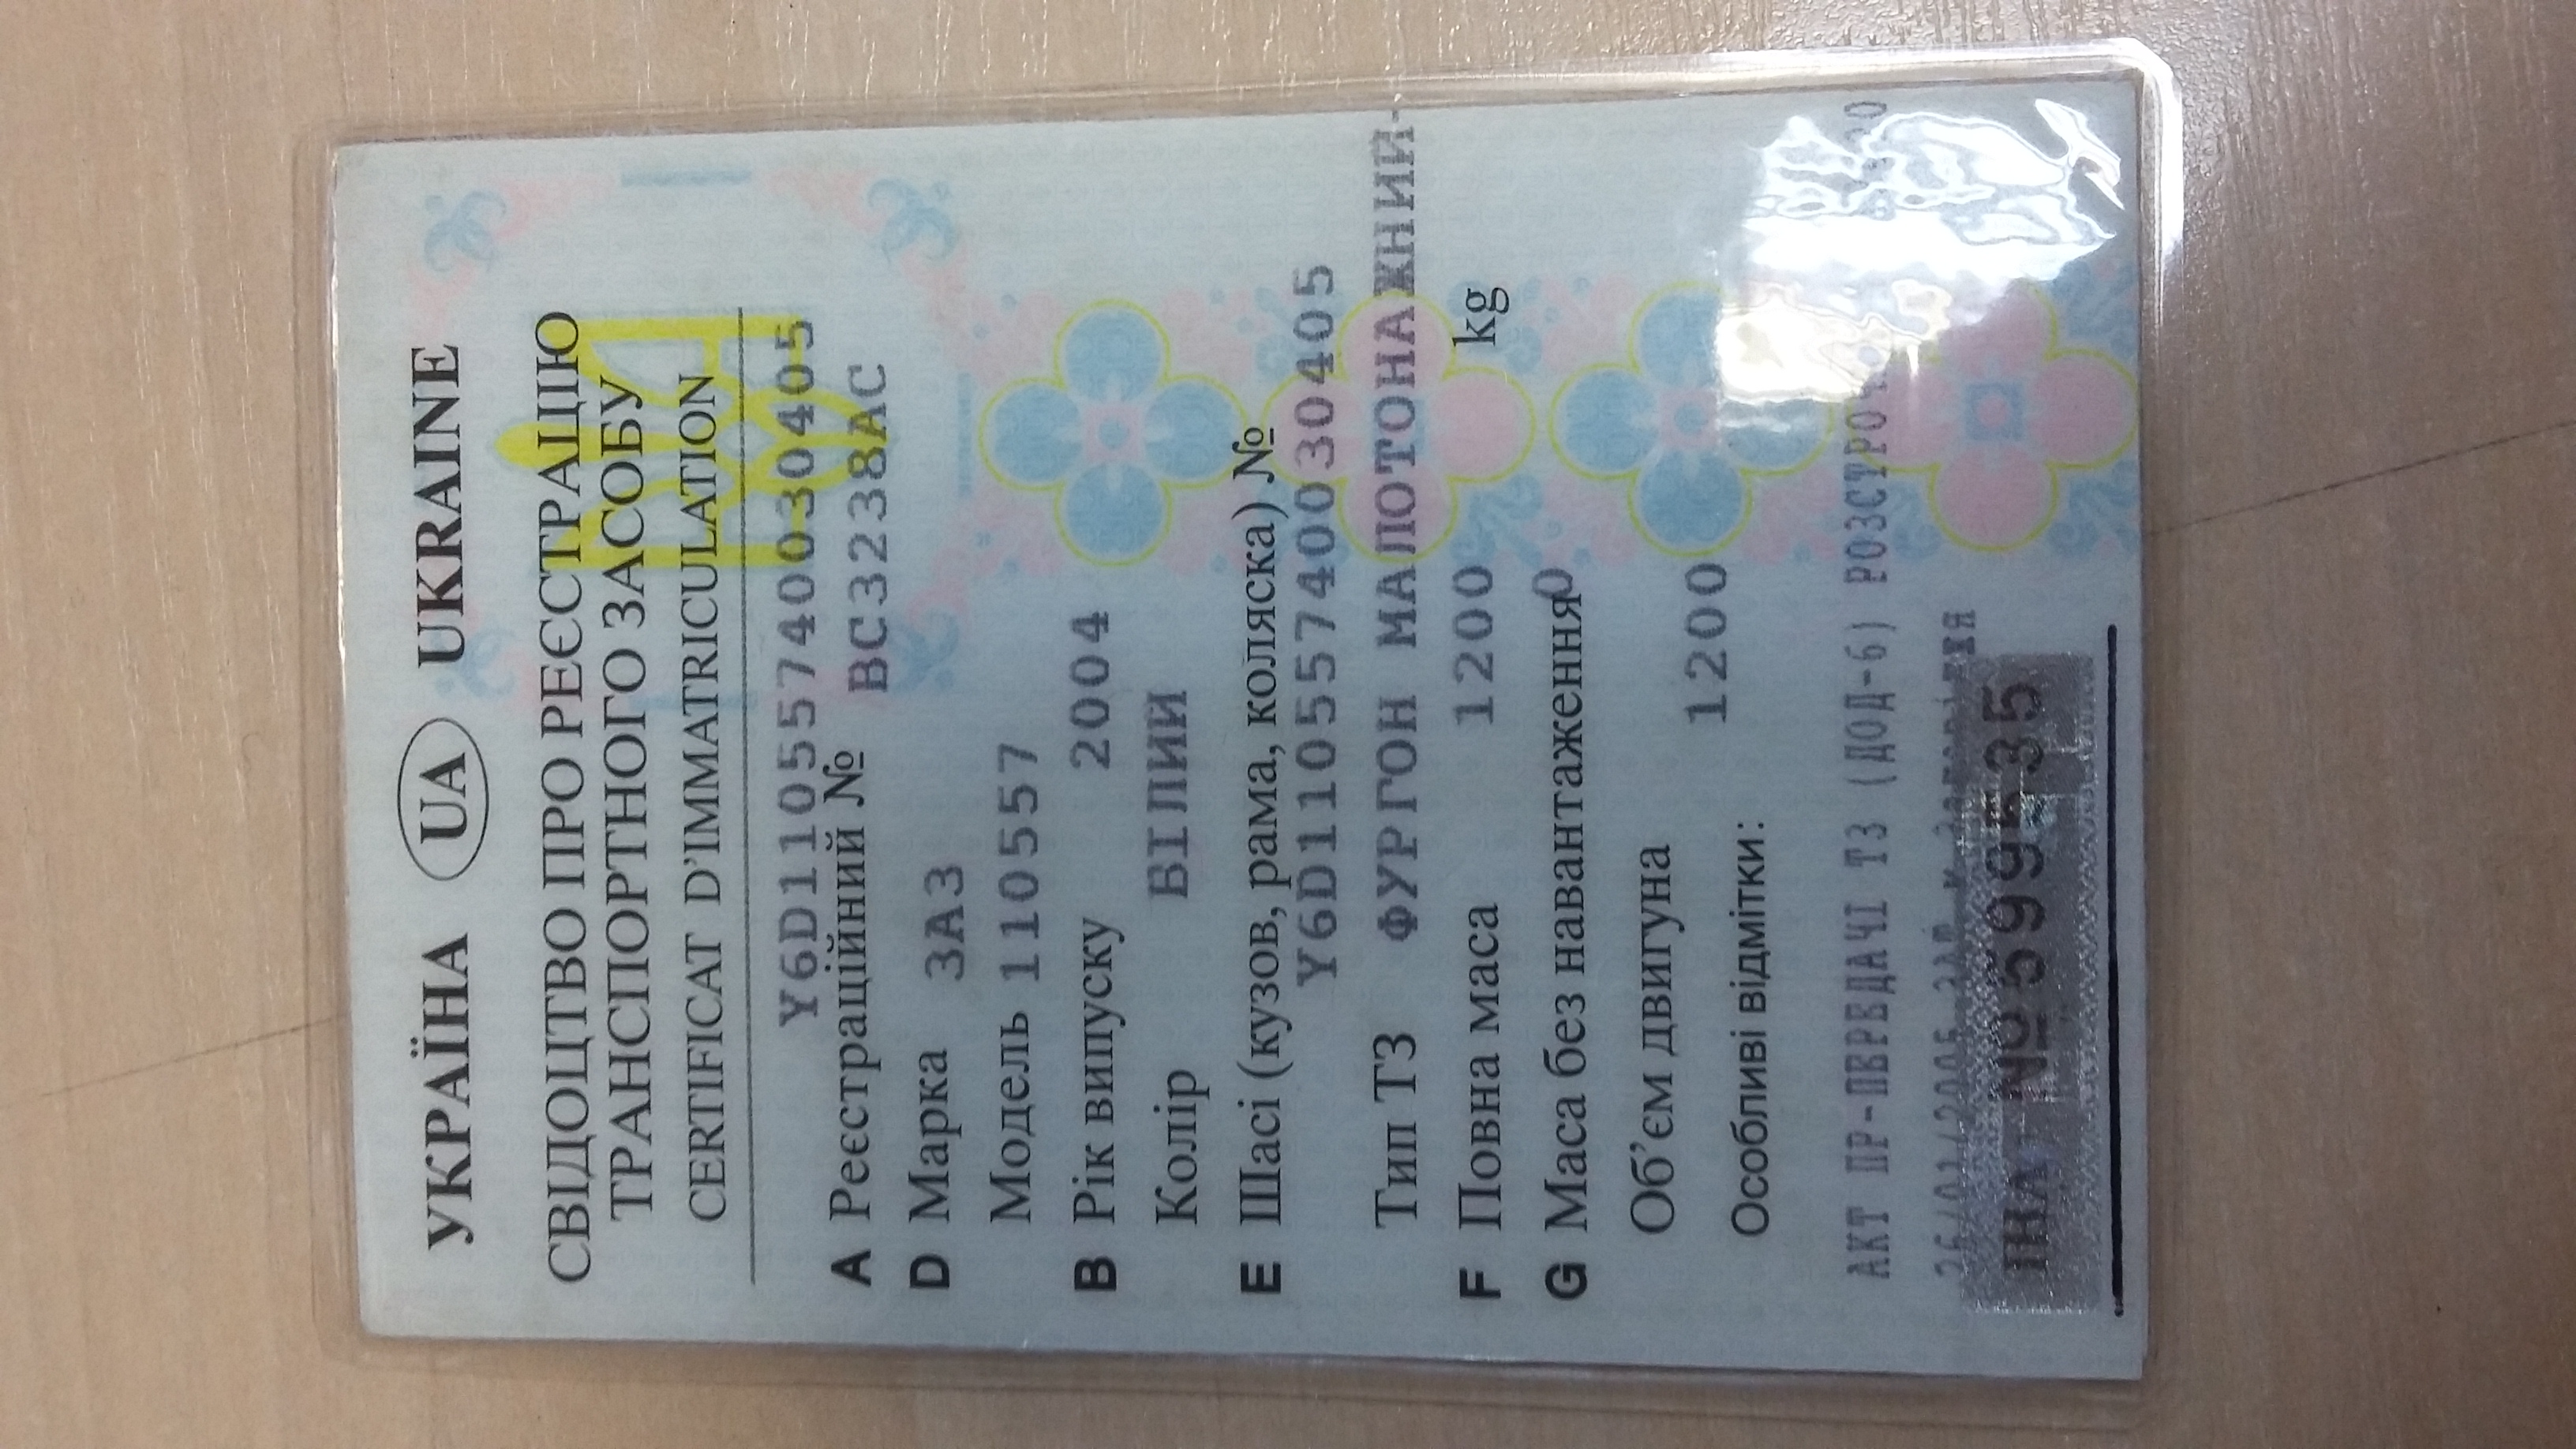 УКРАЇНА UA UKRAINE
СВІДОЦТВО ПРО РЕЄСТРАЦІЮ
ТРАНСПОРТНОГО ЗАСОБУ
CERTIFICAT D'IMMATRICULATION
Y6D11055740030405
A Реєстраційний № ВС3238АС
D Марка ЗАЗ
Модель 110557
B Рік випуску 2004
Колір БІЛИЙ
E Шасі (кузов, рама, коляска) №
Y6D11055740030405
Тип ТЗ ФУРГОН МАЛОТОНАЖНИЙ-
F Повна маса 1200 kg
G Маса без навантаження 0
Об'єм двигуна 1200
Особливі відмітки:
АКТ ПР-ПЕРЕДАЧІ ТЗ (ДОД-6)
№ 599535